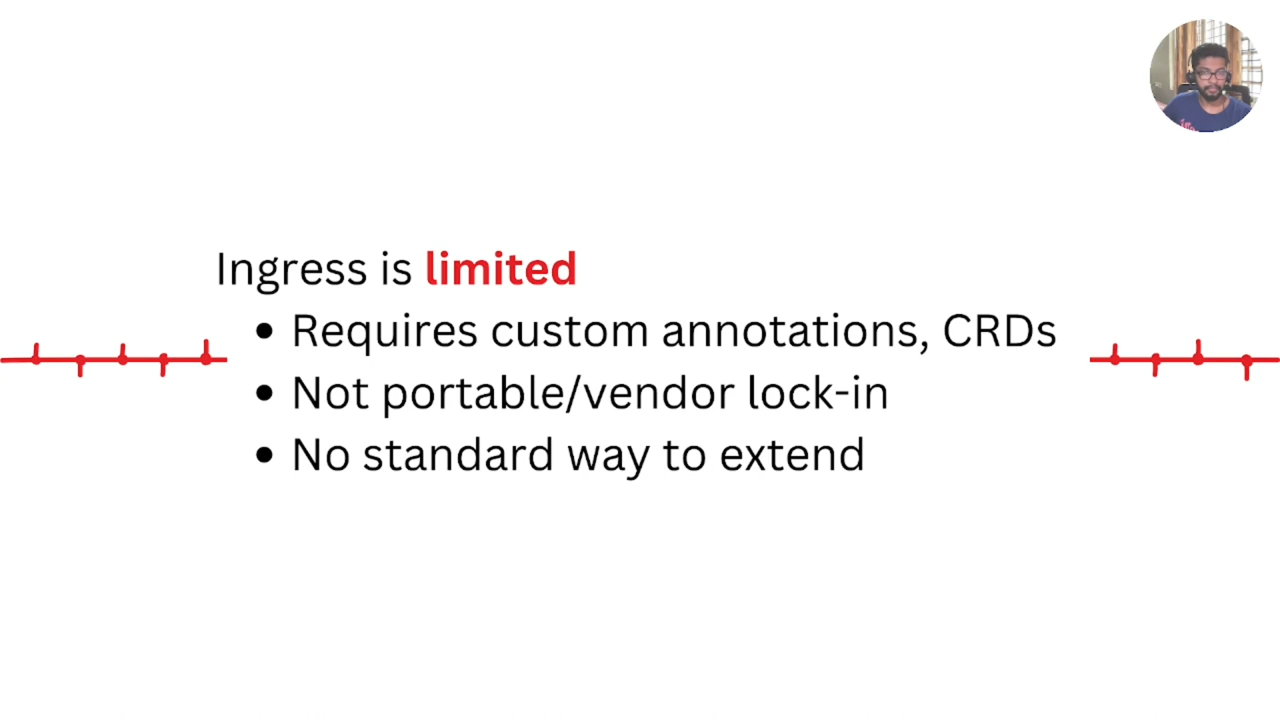 Ingress is limited
• Requires custom annotations, CRDs
• Not portable/vendor lock-in
• No standard way to extend